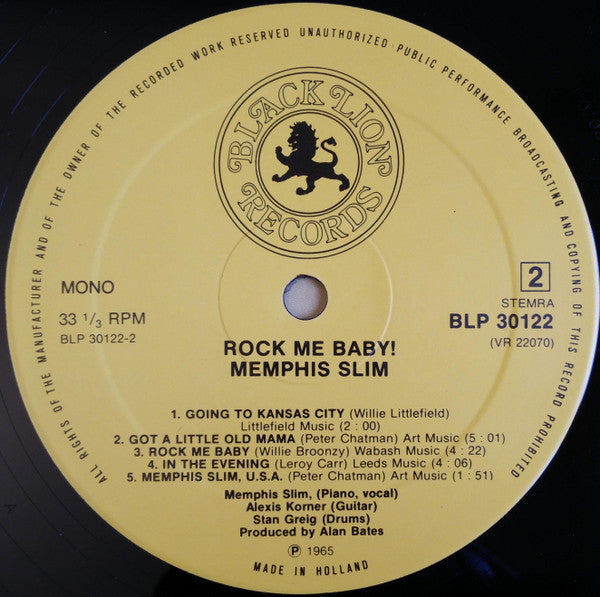 ALL RIGHTS OF THE MANUFACTURER AND OF THE OWNER OF THE RECORDED WORK RESERVED UNAUTHORIZED PUBLIC PERFORMANCE BROADCASTING AND COPYING OF THIS RECORD PROHIBITED
BLACK LION
RECORDS
MONO
33 1/3 RPM
BLP 30122-2
2
STEMRA
BLP 30122
(VR 22070)
ROCK ME BABY!
MEMPHIS SLIM
1. GOING TO KANSAS CITY (Willie Littlefield)
Littlefield Music (2 : 00)
2. GOT A LITTLE OLD MAMA (Peter Chatman) Art Music (5 : 01)
3. ROCK ME BABY (Willie Broonzy) Wabash Music (4 : 22)
4. IN THE EVENING (Leroy Carr) Leeds Music (4 : 06)
5. MEMPHIS SLIM, U.S.A. (Peter Chatman) Art Music (1 : 51)
Memphis Slim, (Piano, vocal)
Alexis Korner (Guitar)
Stan Greig (Drums)
Produced by Alan Bates
℗ 1965
MADE IN HOLLAND